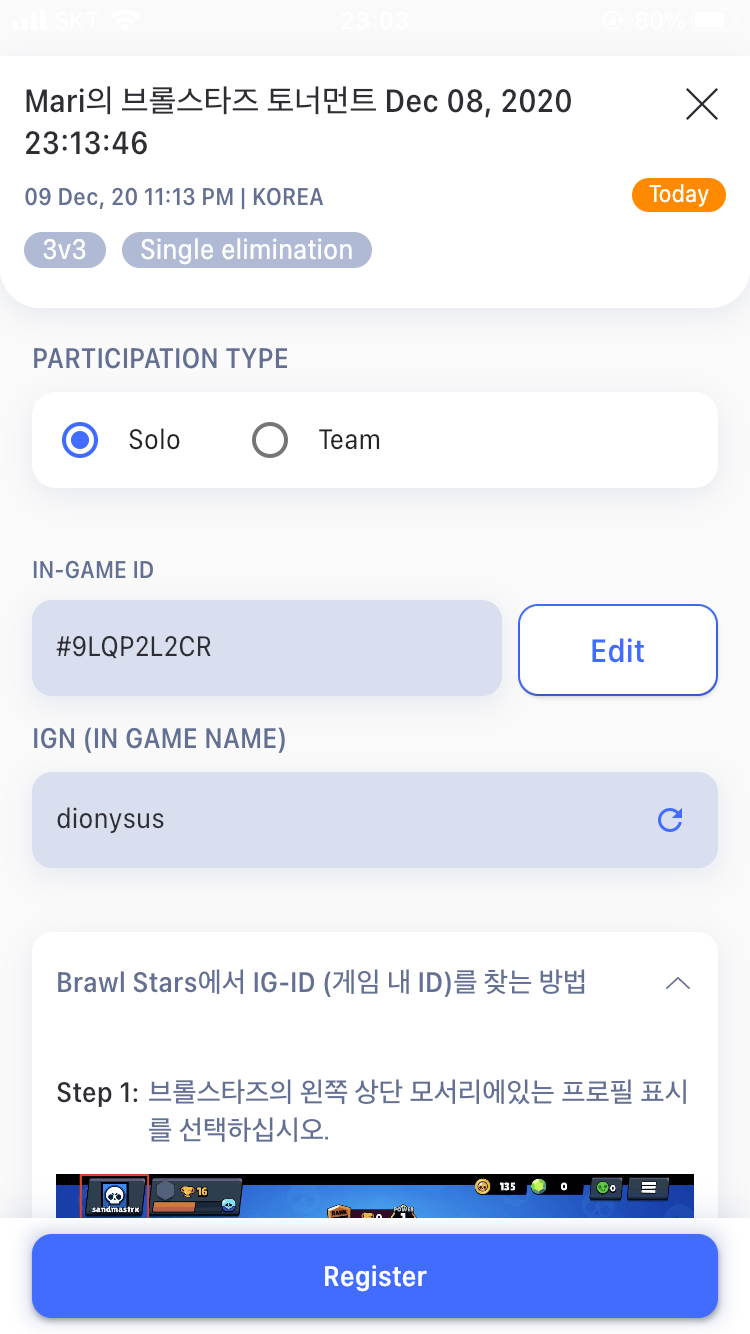 SKT 23:03 80%
Mari의 브롤스타즈 토너먼트 Dec 08, 2020
23:13:46
09 Dec, 20 11:13 PM | KOREA
Today
3v3 Single elimination
PARTICIPATION TYPE
Solo Team
IN-GAME ID
#9LQP2L2CR
Edit
IGN (IN GAME NAME)
dionysus
Brawl Stars에서 IG-ID (게임 내 ID)를 찾는 방법
Step 1: 브롤스타즈의 왼쪽 상단 모서리에있는 프로필 표시
를 선택하십시오.
sandmastrx 16 135 0 0
RANK POWER
Register